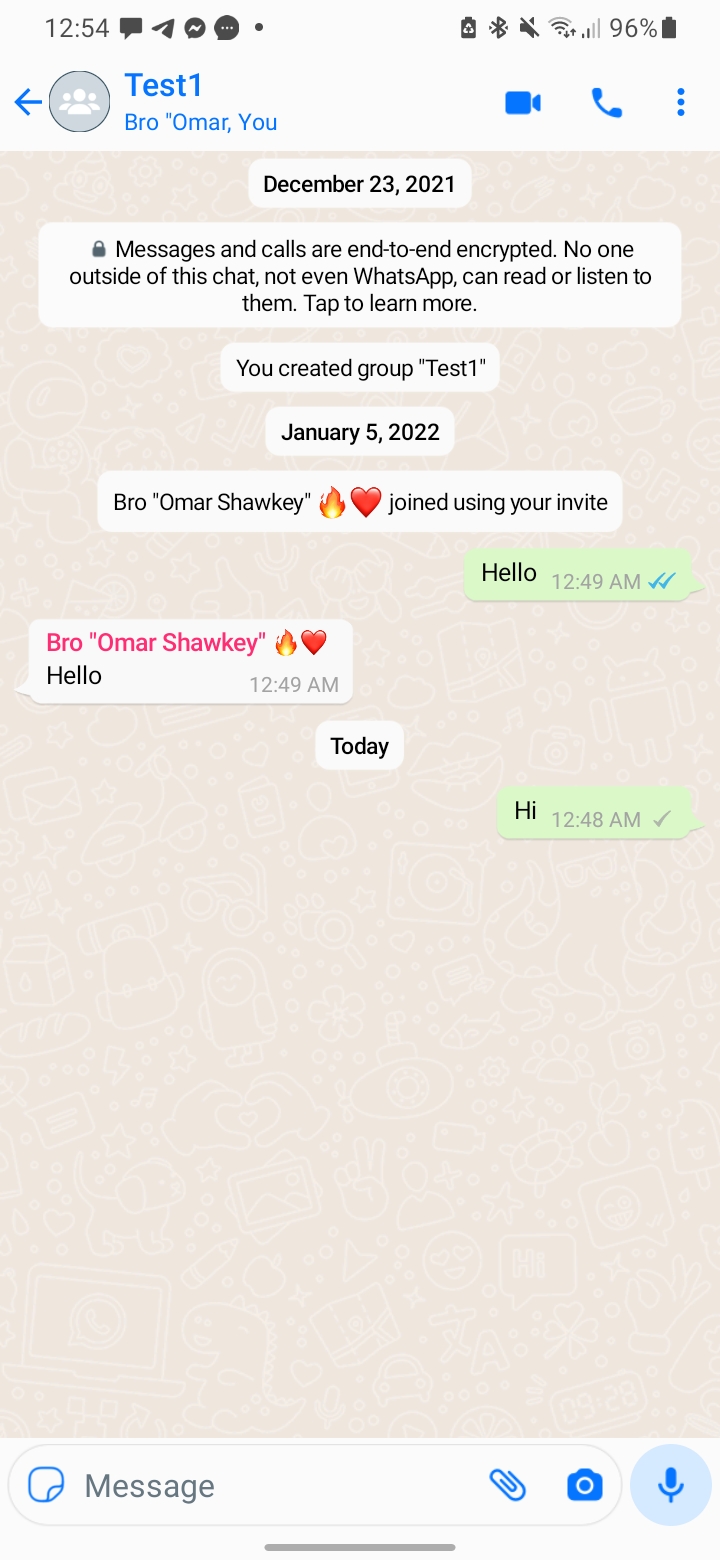 12:54 96%
Test1
Bro "Omar, You
December 23, 2021
Messages and calls are end-to-end encrypted. No one
outside of this chat, not even WhatsApp, can read or listen to
them. Tap to learn more.
You created group "Test1"
January 5, 2022
Bro "Omar Shawkey" 🔥❤️ joined using your invite
Hello 12:49 AM
Bro "Omar Shawkey" 🔥❤️
Hello 12:49 AM
Today
Hi 12:48 AM
Hi
09:28
Message